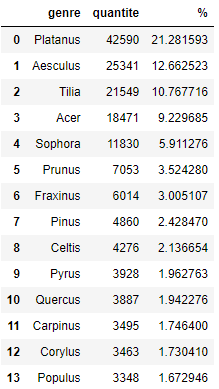 genre quantite %
0 Platanus 42590 21.281593
1 Aesculus 25341 12.662523
2 Tilia 21549 10.767716
3 Acer 18471 9.229685
4 Sophora 11830 5.911276
5 Prunus 7053 3.524280
6 Fraxinus 6014 3.005107
7 Pinus 4860 2.428470
8 Celtis 4276 2.136654
9 Pyrus 3928 1.962763
10 Quercus 3887 1.942276
11 Carpinus 3495 1.746400
12 Corylus 3463 1.730410
13 Populus 3348 1.672946